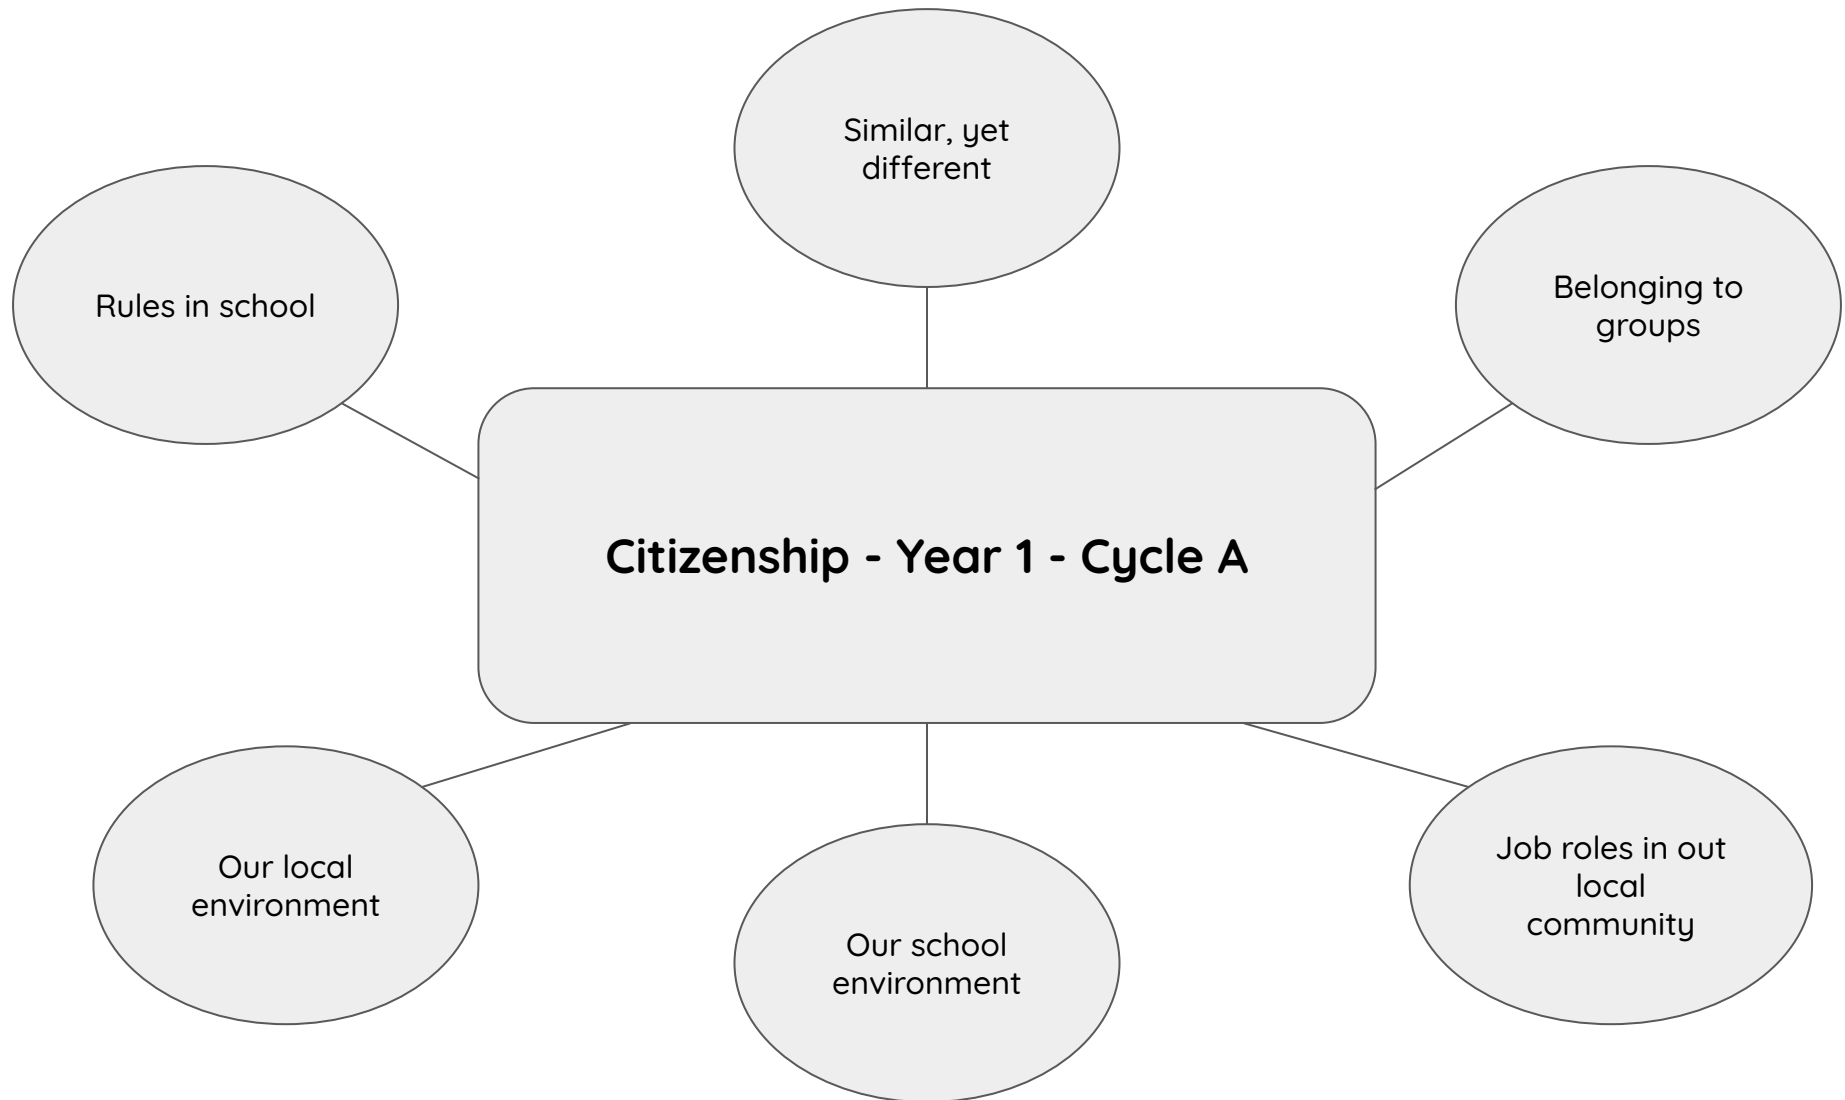 Similar, yet
different
Rules in school
Belonging to
groups
Citizenship - Year 1 - Cycle A
Our local
environment
Our school
environment
Job roles in out
local
community